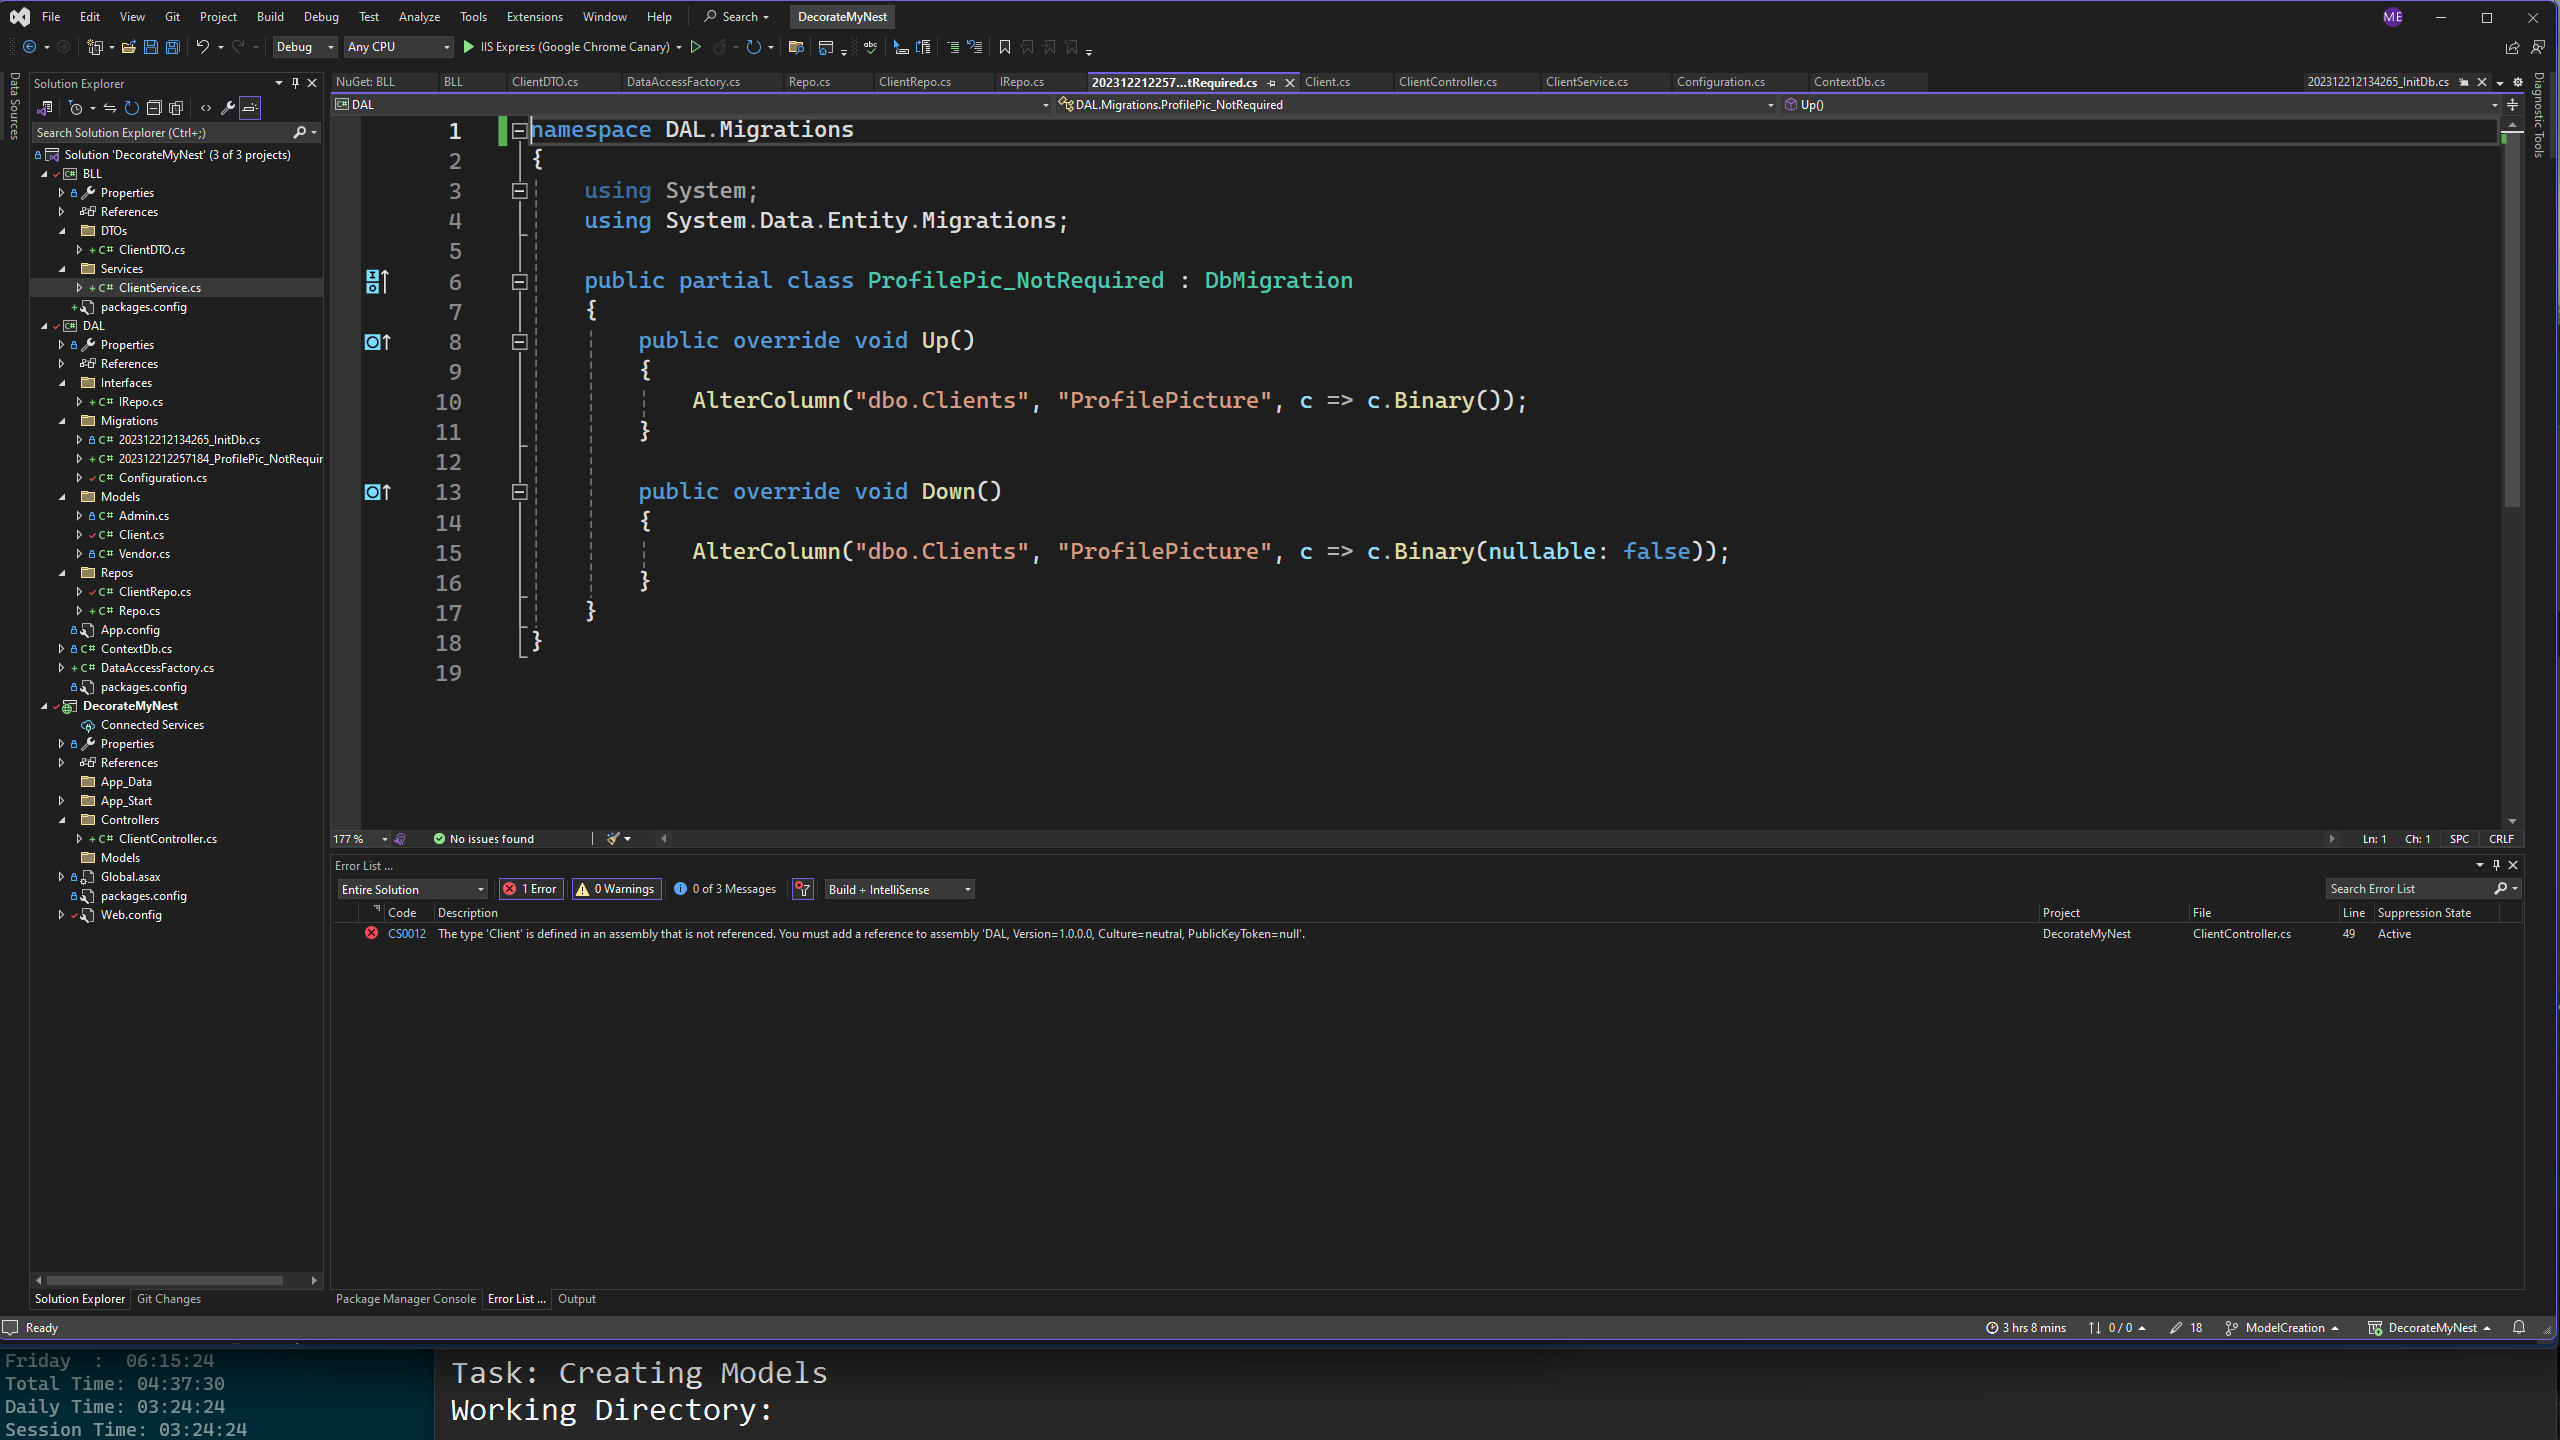 File Edit View Git Project Build Debug Test Analyze Tools Extensions Window Help Search DecorateMyNest ME
Debug Any CPU IIS Express (Google Chrome Canary)
Data Sources
Solution Explorer
Search Solution Explorer (Ctrl+;)
Solution 'DecorateMyNest' (3 of 3 projects)
BLL
Properties
References
DTOs
C# ClientDTO.cs
Services
C# ClientService.cs
packages.config
DAL
Properties
References
Interfaces
C# IRepo.cs
Migrations
C# 202312212134265_InitDb.cs
C# 202312212257184_ProfilePic_NotRequir
C# Configuration.cs
Models
C# Admin.cs
C# Client.cs
C# Vendor.cs
Repos
C# ClientRepo.cs
C# Repo.cs
App.config
C# ContextDb.cs
C# DataAccessFactory.cs
packages.config
DecorateMyNest
Connected Services
Properties
References
App_Data
App_Start
Controllers
C# ClientController.cs
Models
Global.asax
packages.config
Web.config
Solution Explorer Git Changes
NuGet: BLL BLL ClientDTO.cs DataAccessFactory.cs Repo.cs ClientRepo.cs IRepo.cs 202312212257...tRequired.cs Client.cs ClientController.cs ClientService.cs Configuration.cs ContextDb.cs 202312212134265_InitDb.cs
C# DAL DAL.Migrations.ProfilePic_NotRequired Up()
Diagnostic Tools
1 namespace DAL.Migrations
2 {
3 using System;
4 using System.Data.Entity.Migrations;
5
6 public partial class ProfilePic_NotRequired : DbMigration
7 {
8 public override void Up()
9 {
10 AlterColumn("dbo.Clients", "ProfilePicture", c => c.Binary());
11 }
12
13 public override void Down()
14 {
15 AlterColumn("dbo.Clients", "ProfilePicture", c => c.Binary(nullable: false));
16 }
17 }
18 }
19
177 % No issues found Ln: 1 Ch: 1 SPC CRLF
Error List ...
Entire Solution 1 Error 0 Warnings 0 of 3 Messages Build + IntelliSense Search Error List
Code Description Project File Line Suppression State
CS0012 The type 'Client' is defined in an assembly that is not referenced. You must add a reference to assembly 'DAL, Version=1.0.0.0, Culture=neutral, PublicKeyToken=null'. DecorateMyNest ClientController.cs 49 Active
Package Manager Console Error List ... Output
Ready 3 hrs 8 mins 0 / 0 18 ModelCreation DecorateMyNest
Friday : 06:15:24
Total Time: 04:37:30
Daily Time: 03:24:24
Session Time: 03:24:24
Task: Creating Models
Working Directory: